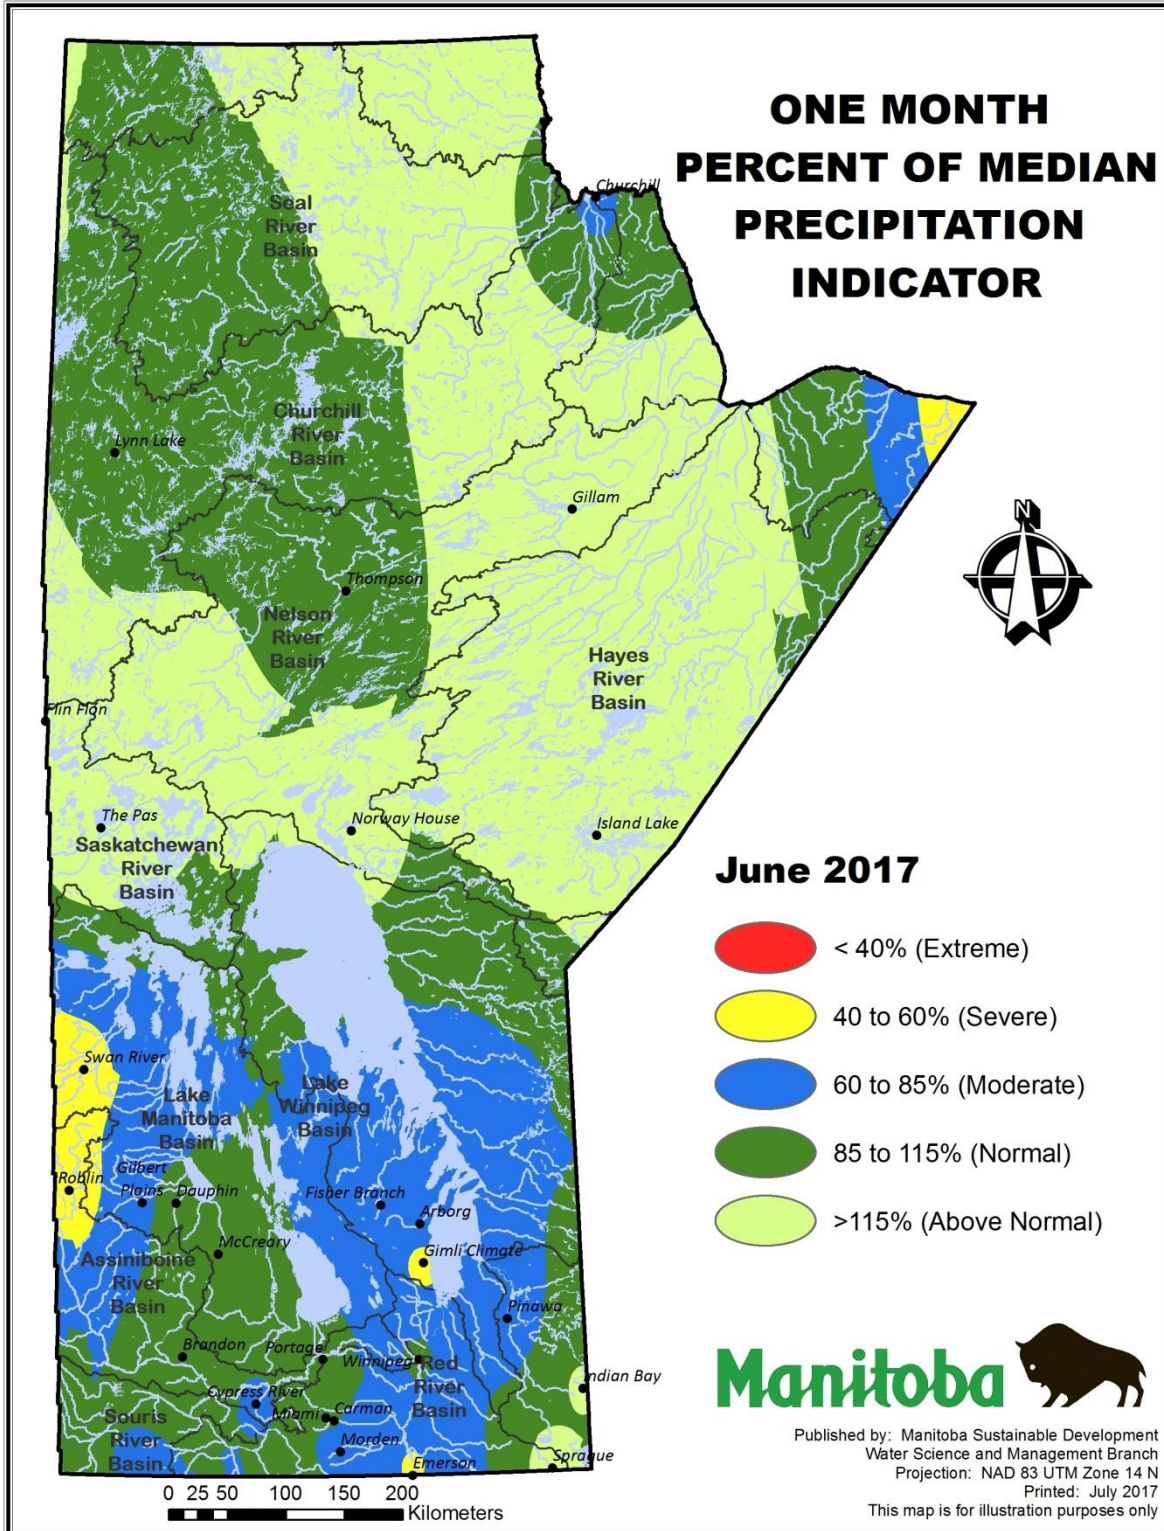 ONE MONTH
PERCENT OF MEDIAN
PRECIPITATION
INDICATOR
Churchill
Seal
River
Basin
Churchill
River
Basin
Lynn Lake
Gillam
N
Thompson
Nelson
River
Basin
Hayes
River
Basin
Flin Flon
The Pas
Norway House
Island Lake
Saskatchewan
River
Basin
June 2017
< 40% (Extreme)
40 to 60% (Severe)
60 to 85% (Moderate)
85 to 115% (Normal)
>115% (Above Normal)
Swan River
Lake
Manitoba
Basin
Lake
Winnipeg
Basin
Roblin
Gilbert
Plains
Dauphin
Fisher Branch
Arborg
McCreary
Gimli Climate
Assiniboine
River
Basin
Pinawa
Brandon
Portage
Winnipeg
Red
River
Basin
Indian Bay
Cypress River
Miami
Carman
Souris
River
Basin
Morden
Emerson
Sprague
0 25 50 100 150 200
Kilometers
Manitoba
Published by: Manitoba Sustainable Development
Water Science and Management Branch
Projection: NAD 83 UTM Zone 14 N
Printed: July 2017
This map is for illustration purposes only